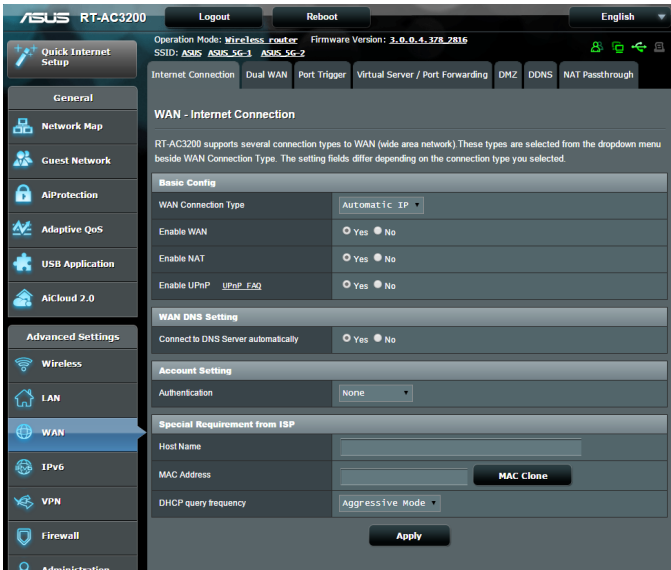 ASUS RT-AC3200 Logout Reboot English
Quick Internet Setup
General
Network Map
Guest Network
AiProtection
Adaptive QoS
USB Application
AiCloud 2.0
Advanced Settings
Wireless
LAN
WAN
IPv6
VPN
Firewall
Administration
Operation Mode: Wireless router Firmware Version: 3.0.0.4.378_2816
SSID: ASUS ASUS_5G-1 ASUS_5G-2
Internet Connection Dual WAN Port Trigger Virtual Server / Port Forwarding DMZ DDNS NAT Passthrough
WAN - Internet Connection
RT-AC3200 supports several connection types to WAN (wide area network).These types are selected from the dropdown menu
beside WAN Connection Type. The setting fields differ depending on the connection type you selected.
Basic Config
WAN Connection Type Automatic IP
Enable WAN Yes No
Enable NAT Yes No
Enable UPnP UPnP FAQ Yes No
WAN DNS Setting
Connect to DNS Server automatically Yes No
Account Setting
Authentication None
Special Requirement from ISP
Host Name
MAC Address MAC Clone
DHCP query frequency Aggressive Mode
Apply